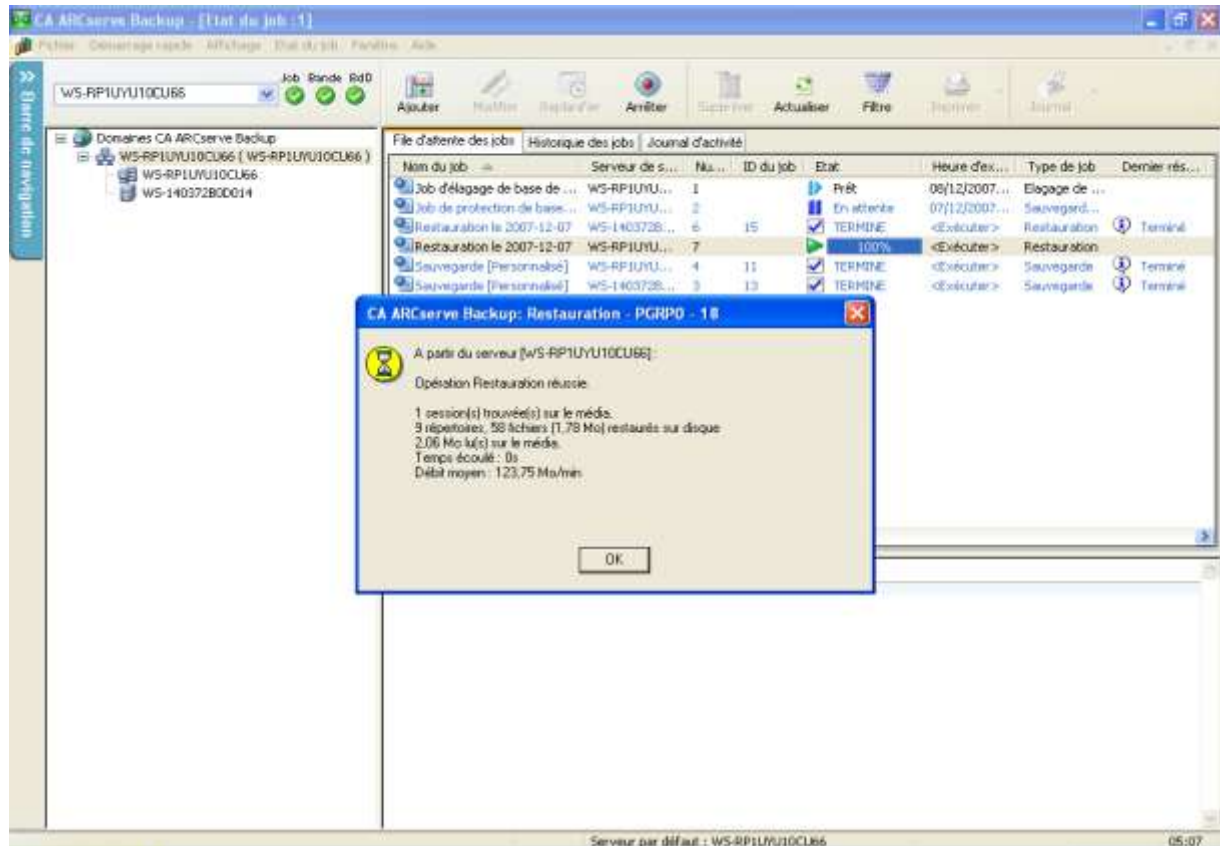 CA ARCserve Backup - [Etat du job :1]
Fichier Démarrage rapide Affichage Etat du job Fenêtre Aide
Barre de navigation
WS-RP1UYU10CU66
Job Bande BdD
Ajouter Modifier Replanifier Arrêter Supprimer Actualiser Filtre Imprimer Journal
Domaines CA ARCserve Backup
WS-RP1UYU10CU66 ( WS-RP1UYU10CU66 )
WS-RP1UYU10CU66
WS-140372B0D014
File d'attente des jobs Historique des jobs Journal d'activité
Nom du job Serveur de s... Nu... ID du job Etat Heure d'ex... Type de job Dernier rés...
Job d'élagage de base de ... WS-RP1UYU... 1 Prêt 08/12/2007... Elagage de ...
Job de protection de base... WS-RP1UYU... 2 En attente 07/12/2007... Sauvegard...
Restauration le 2007-12-07 WS-140372B... 6 15 TERMINE <Exécuter> Restauration Terminé
Restauration le 2007-12-07 WS-RP1UYU... 7 100% <Exécuter> Restauration
Sauvegarde [Personnalisé] WS-RP1UYU... 4 11 TERMINE <Exécuter> Sauvegarde Terminé
Sauvegarde [Personnalisé] WS-140372B... 3 13 TERMINE <Exécuter> Sauvegarde Terminé
CA ARCserve Backup: Restauration - PGRP0 - 18
A partir du serveur [WS-RP1UYU10CU66]:
Opération Restauration réussie.
1 session(s) trouvée(s) sur le média.
9 répertoires, 58 fichiers (1,78 Mo) restaurés sur disque
2,06 Mo lu(s) sur le média.
Temps écoulé : 0s
Débit moyen : 123,75 Mo/min
OK
Serveur par défaut : WS-RP1UYU10CU66
05:07